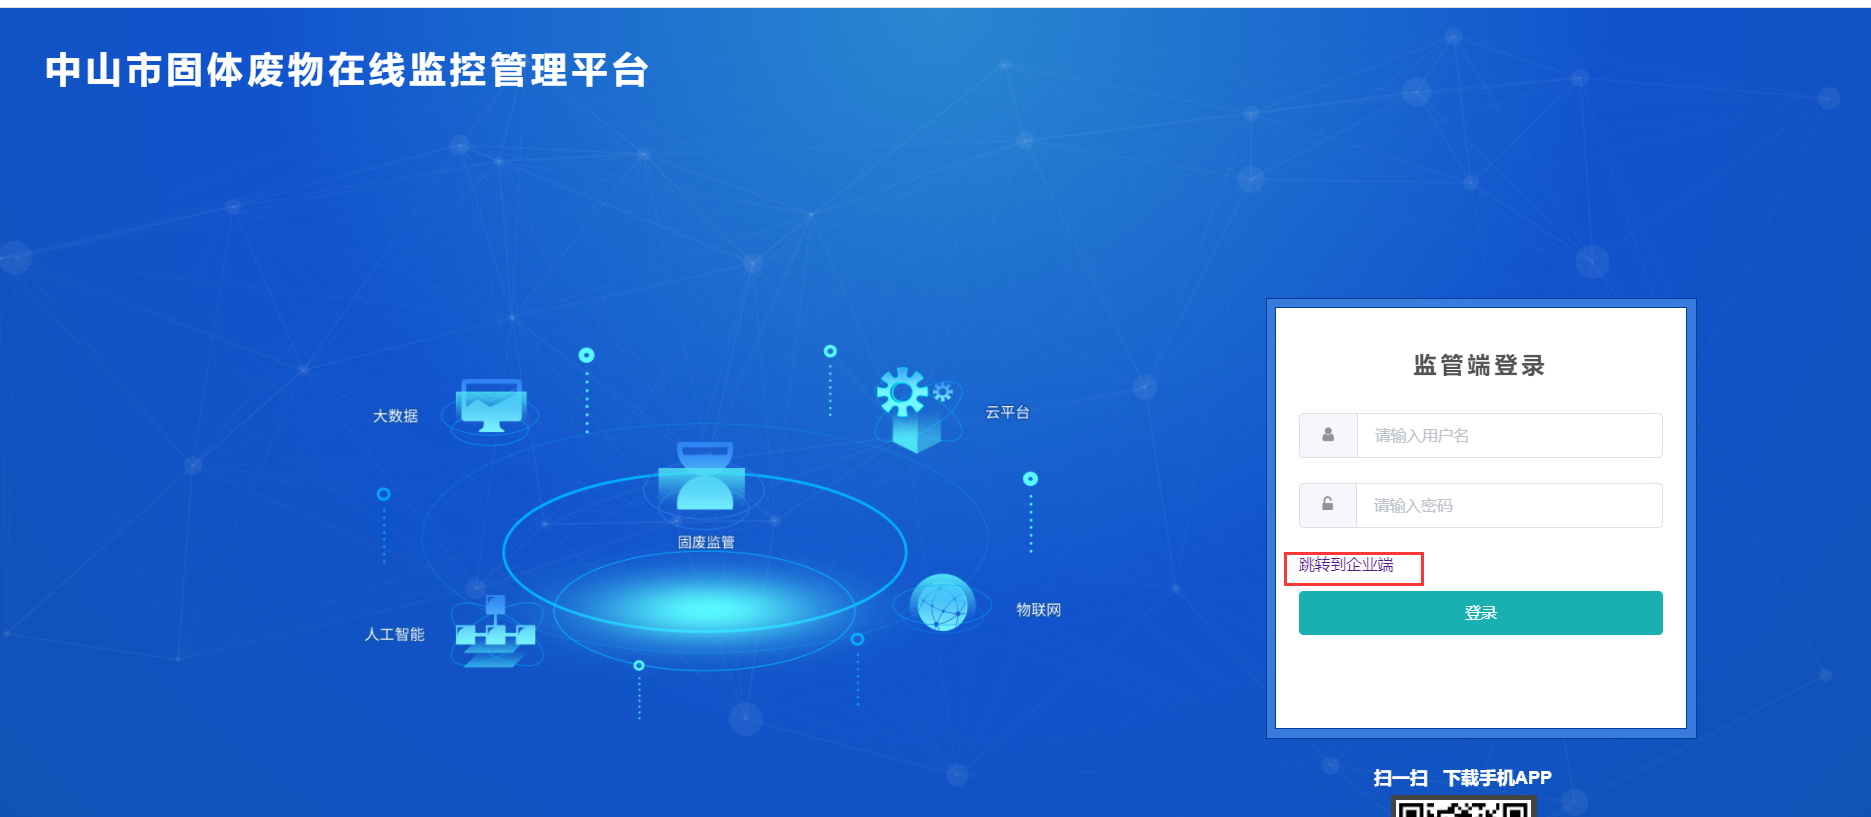 中山市固体废物在线监控管理平台
大数据
云平台
固废监管
人工智能
物联网
监管端登录
请输入用户名
请输入密码
跳转到企业端
登录
扫一扫 下载手机APP